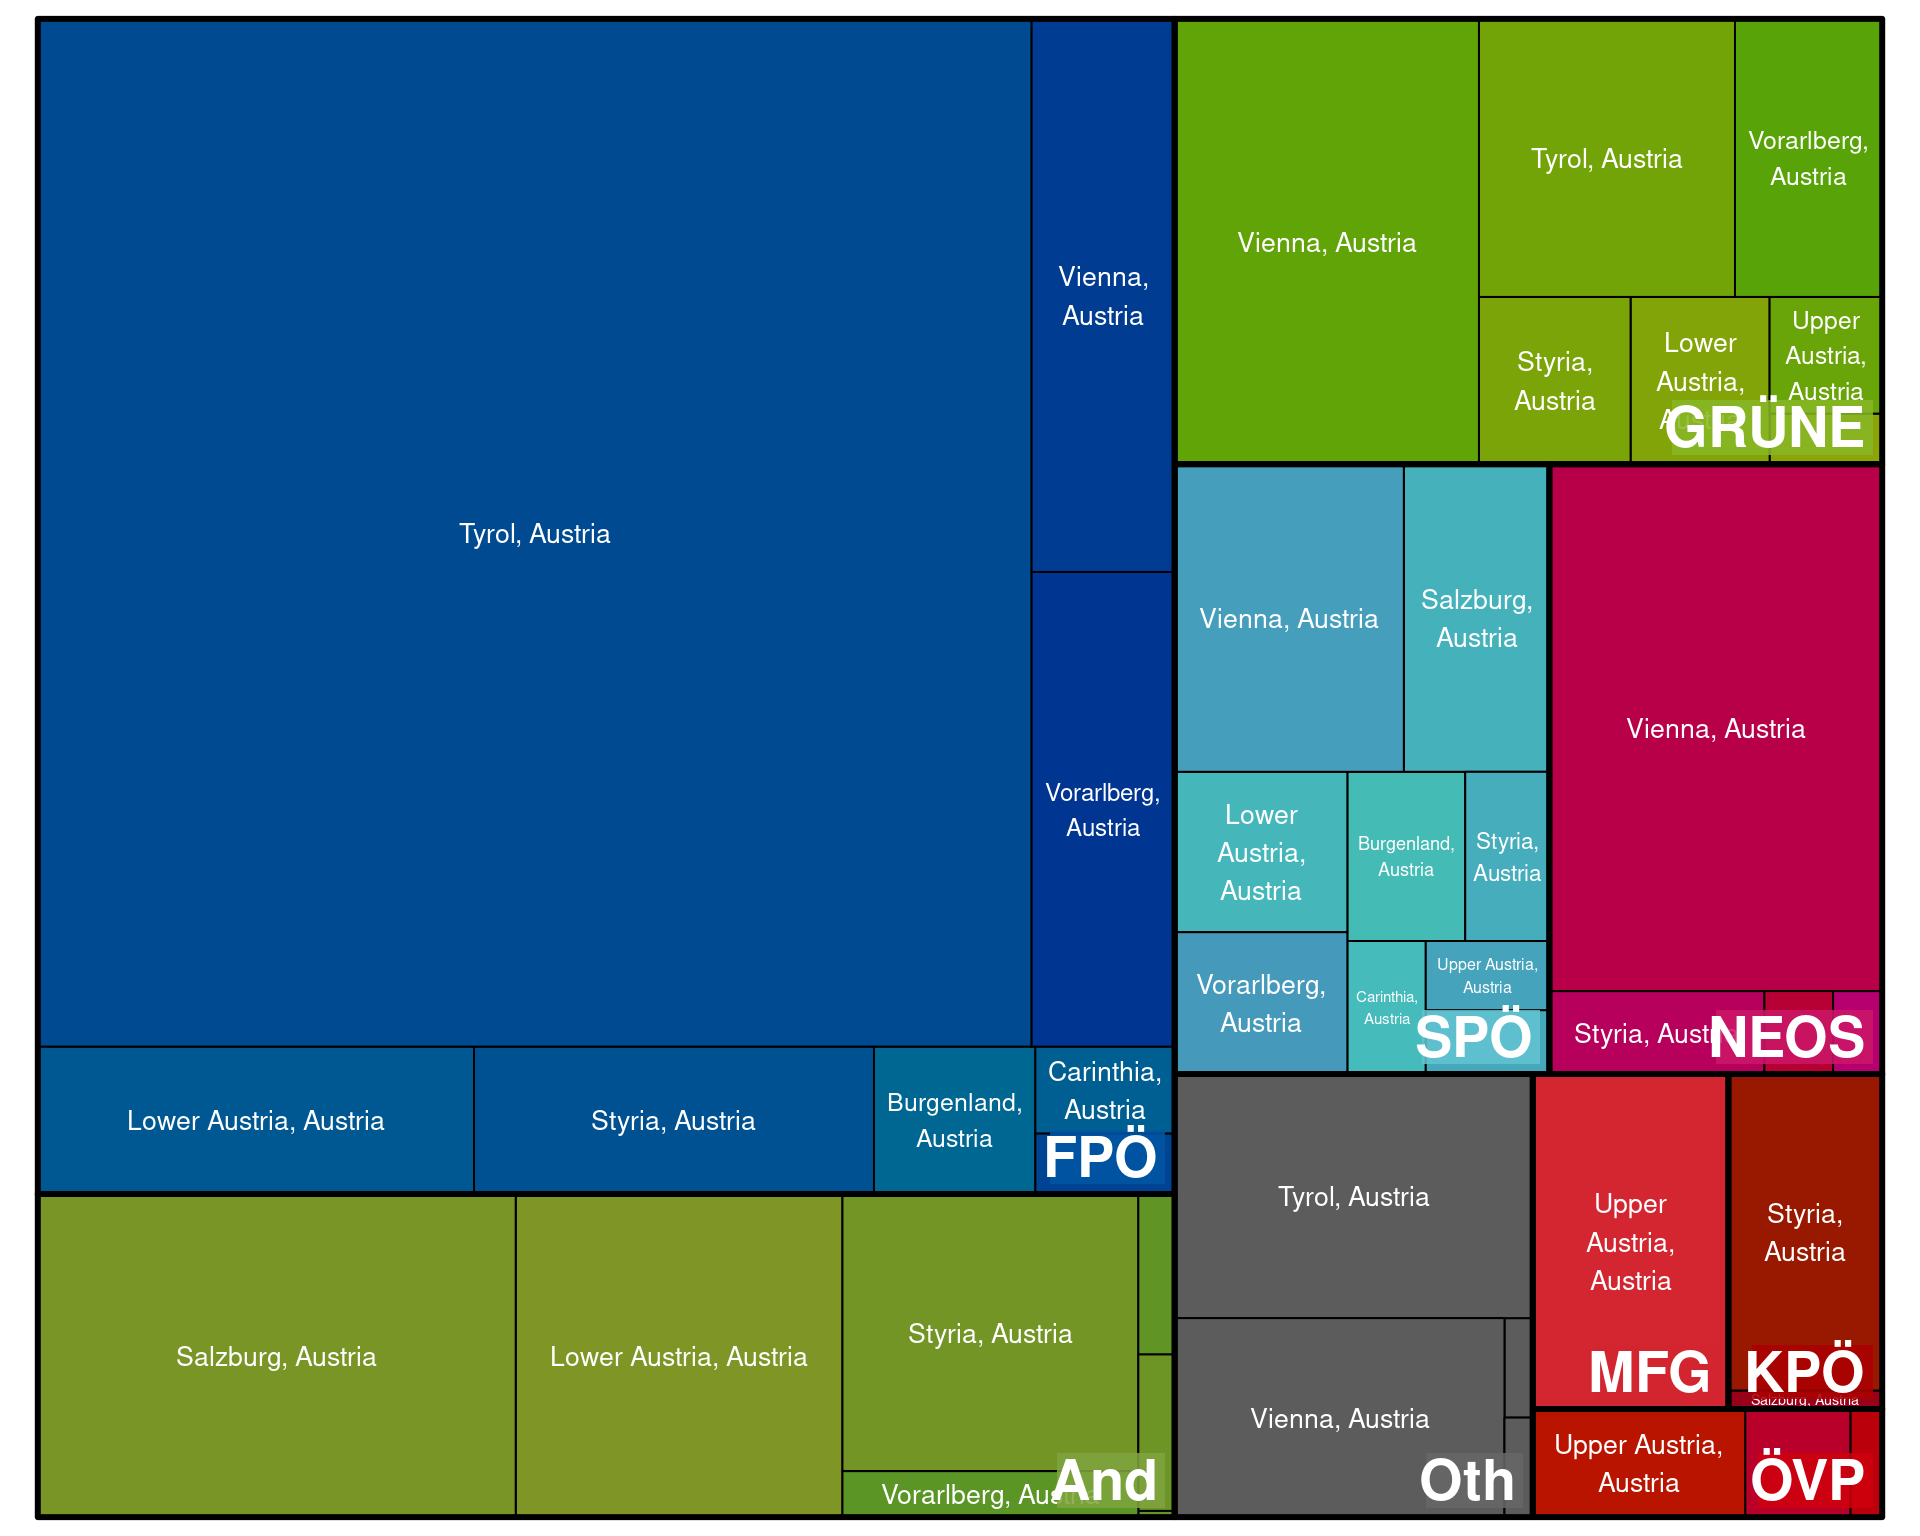 Tyrol, Austria
Vienna,
Austria
Vorarlberg,
Austria
Lower Austria, Austria
Styria, Austria
Burgenland,
Austria
Carinthia,
Austria
FPÖ
Salzburg, Austria
Lower Austria, Austria
Styria, Austria
Vorarlberg, Austria
And
Vienna, Austria
Tyrol, Austria
Vorarlberg,
Austria
Styria,
Austria
Lower
Austria,
Austria
Upper
Austria,
Austria
GRÜNE
Vienna, Austria
Salzburg,
Austria
Lower
Austria,
Austria
Burgenland,
Austria
Styria,
Austria
Vorarlberg,
Austria
Carinthia,
Austria
Upper Austria,
Austria
SPÖ
Vienna, Austria
Styria, Austria
NEOS
Tyrol, Austria
Vienna, Austria
Oth
Upper
Austria,
Austria
MFG
Styria,
Austria
KPÖ
Salzburg, Austria
Upper Austria,
Austria
ÖVP